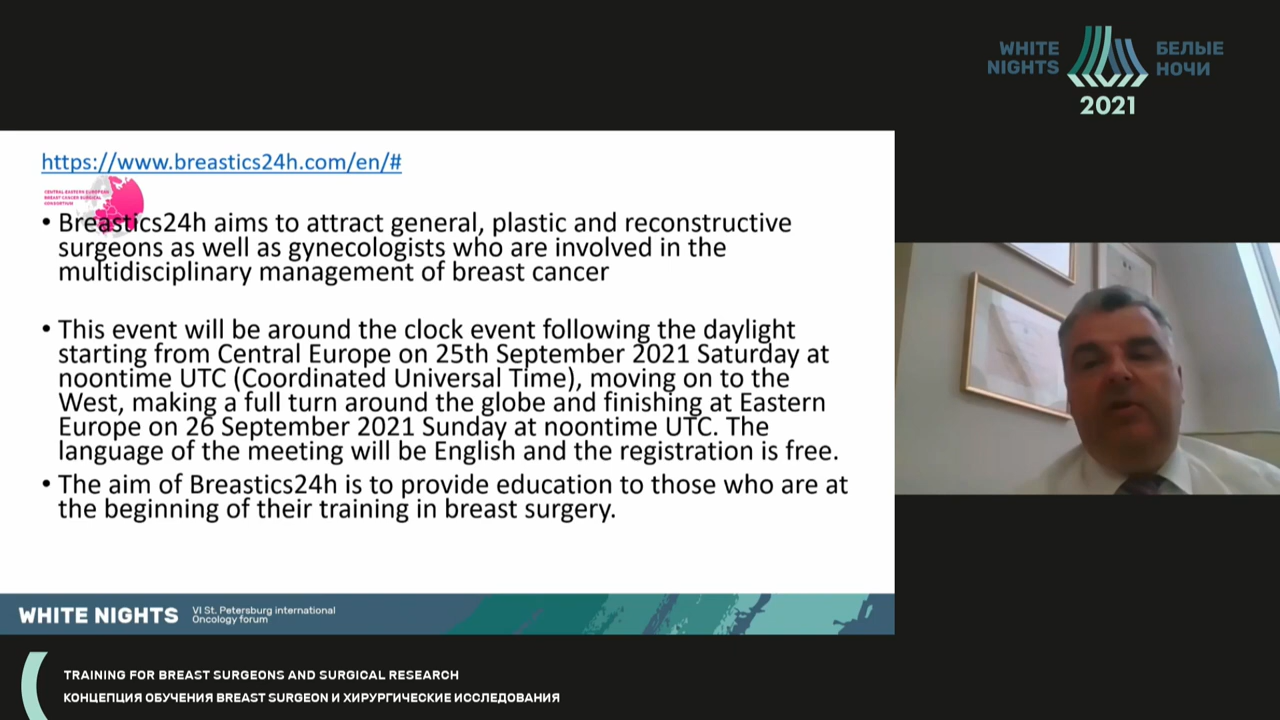 WHITE
NIGHTS
БЕЛЫЕ
НОЧИ
2021
https://www.breastics24h.com/en/#
CENTRAL EASTERN EUROPEAN
BREAST CANCER SURGICAL
CONSORTIUM
• Breastics24h aims to attract general, plastic and reconstructive
surgeons as well as gynecologists who are involved in the
multidisciplinary management of breast cancer
• This event will be around the clock event following the daylight
starting from Central Europe on 25th September 2021 Saturday at
noontime UTC (Coordinated Universal Time), moving on to the
West, making a full turn around the globe and finishing at Eastern
Europe on 26 September 2021 Sunday at noontime UTC. The
language of the meeting will be English and the registration is free.
• The aim of Breastics24h is to provide education to those who are at
the beginning of their training in breast surgery.
WHITE NIGHTS
VI St. Petersburg international
Oncology forum
TRAINING FOR BREAST SURGEONS AND SURGICAL RESEARCH
КОНЦЕПЦИЯ ОБУЧЕНИЯ BREAST SURGEON И ХИРУРГИЧЕСКИЕ ИССЛЕДОВАНИЯ